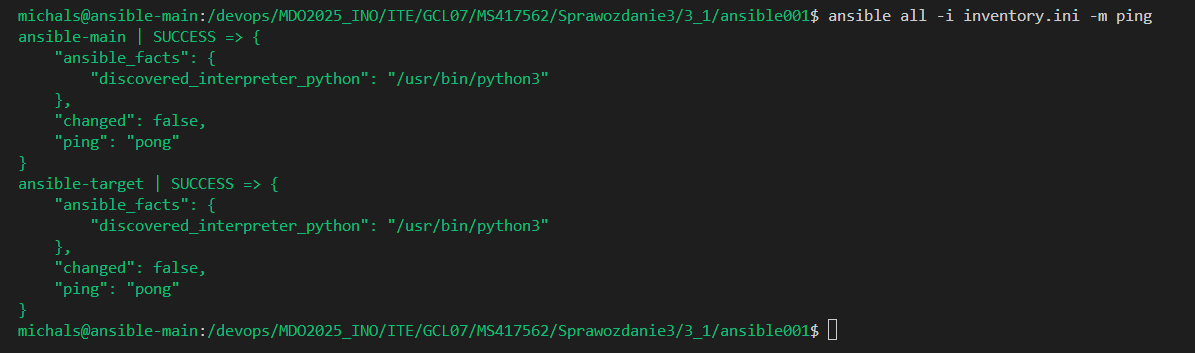 michals@ansible-main:/devops/MDO2025_INO/ITE/GCL07/MS417562/Sprawozdanie3/3_1/ansible001$ ansible all -i inventory.ini -m ping
ansible-main | SUCCESS => {
    "ansible_facts": {
        "discovered_interpreter_python": "/usr/bin/python3"
    },
    "changed": false,
    "ping": "pong"
}
ansible-target | SUCCESS => {
    "ansible_facts": {
        "discovered_interpreter_python": "/usr/bin/python3"
    },
    "changed": false,
    "ping": "pong"
}
michals@ansible-main:/devops/MDO2025_INO/ITE/GCL07/MS417562/Sprawozdanie3/3_1/ansible001$